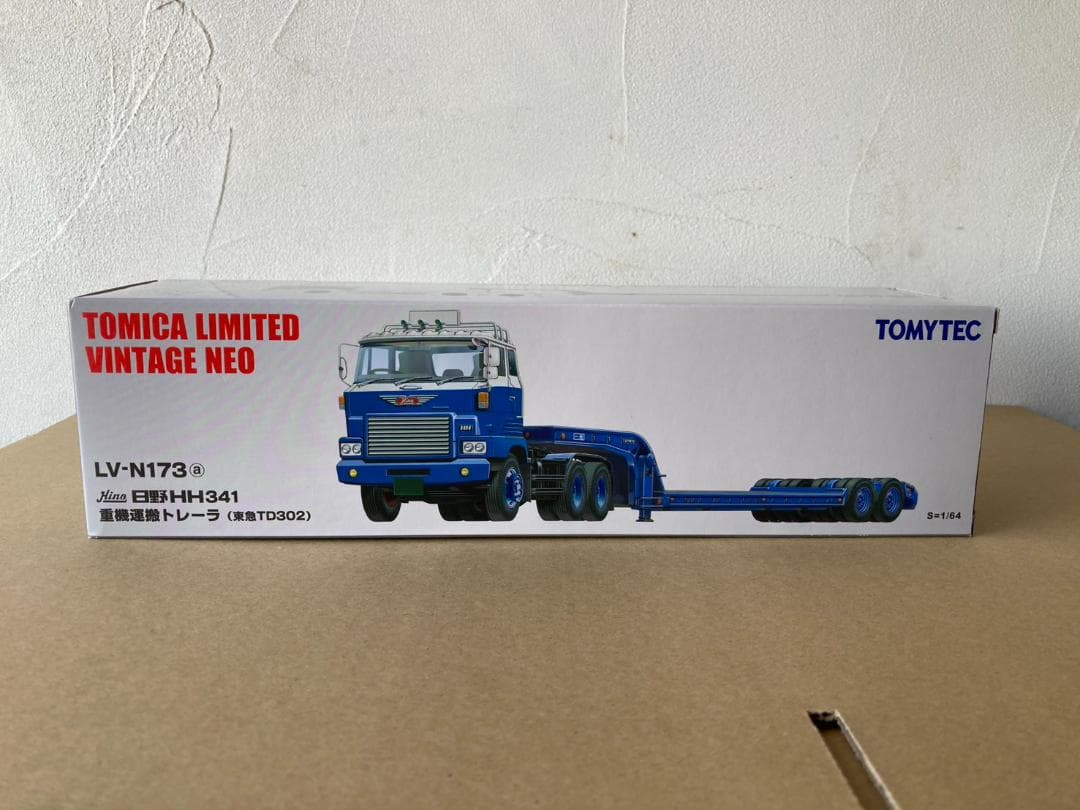 TOMICA LIMITED
VINTAGE NEO
TOMYTEC
LV-N173ⓐ
Hino 日野HH341
重機運搬トレーラ（東急TD302）
S=1/64
Hino